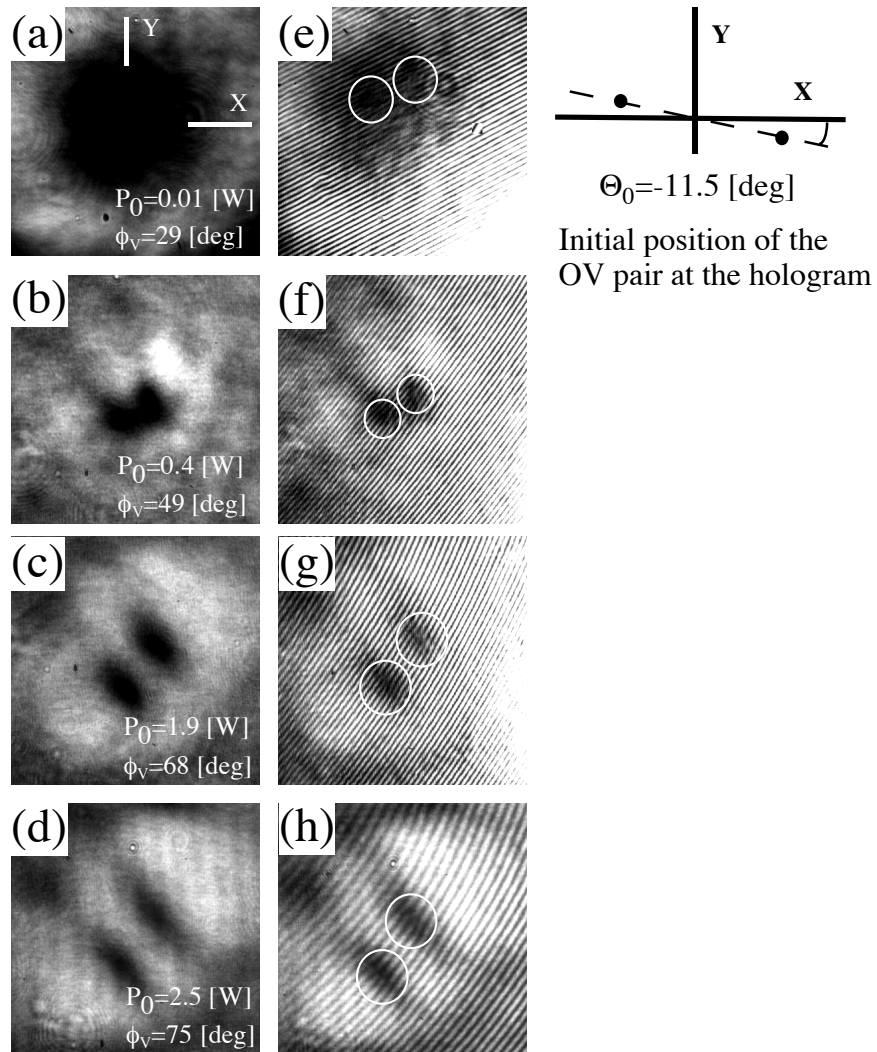 (a)
Y
X
P0=0.01 [W]
ϕV=29 [deg]
(e)
Y
X
Θ0=-11.5 [deg]
Initial position of the
OV pair at the hologram
(b)
P0=0.4 [W]
ϕV=49 [deg]
(f)
(c)
P0=1.9 [W]
ϕV=68 [deg]
(g)
(d)
P0=2.5 [W]
ϕV=75 [deg]
(h)